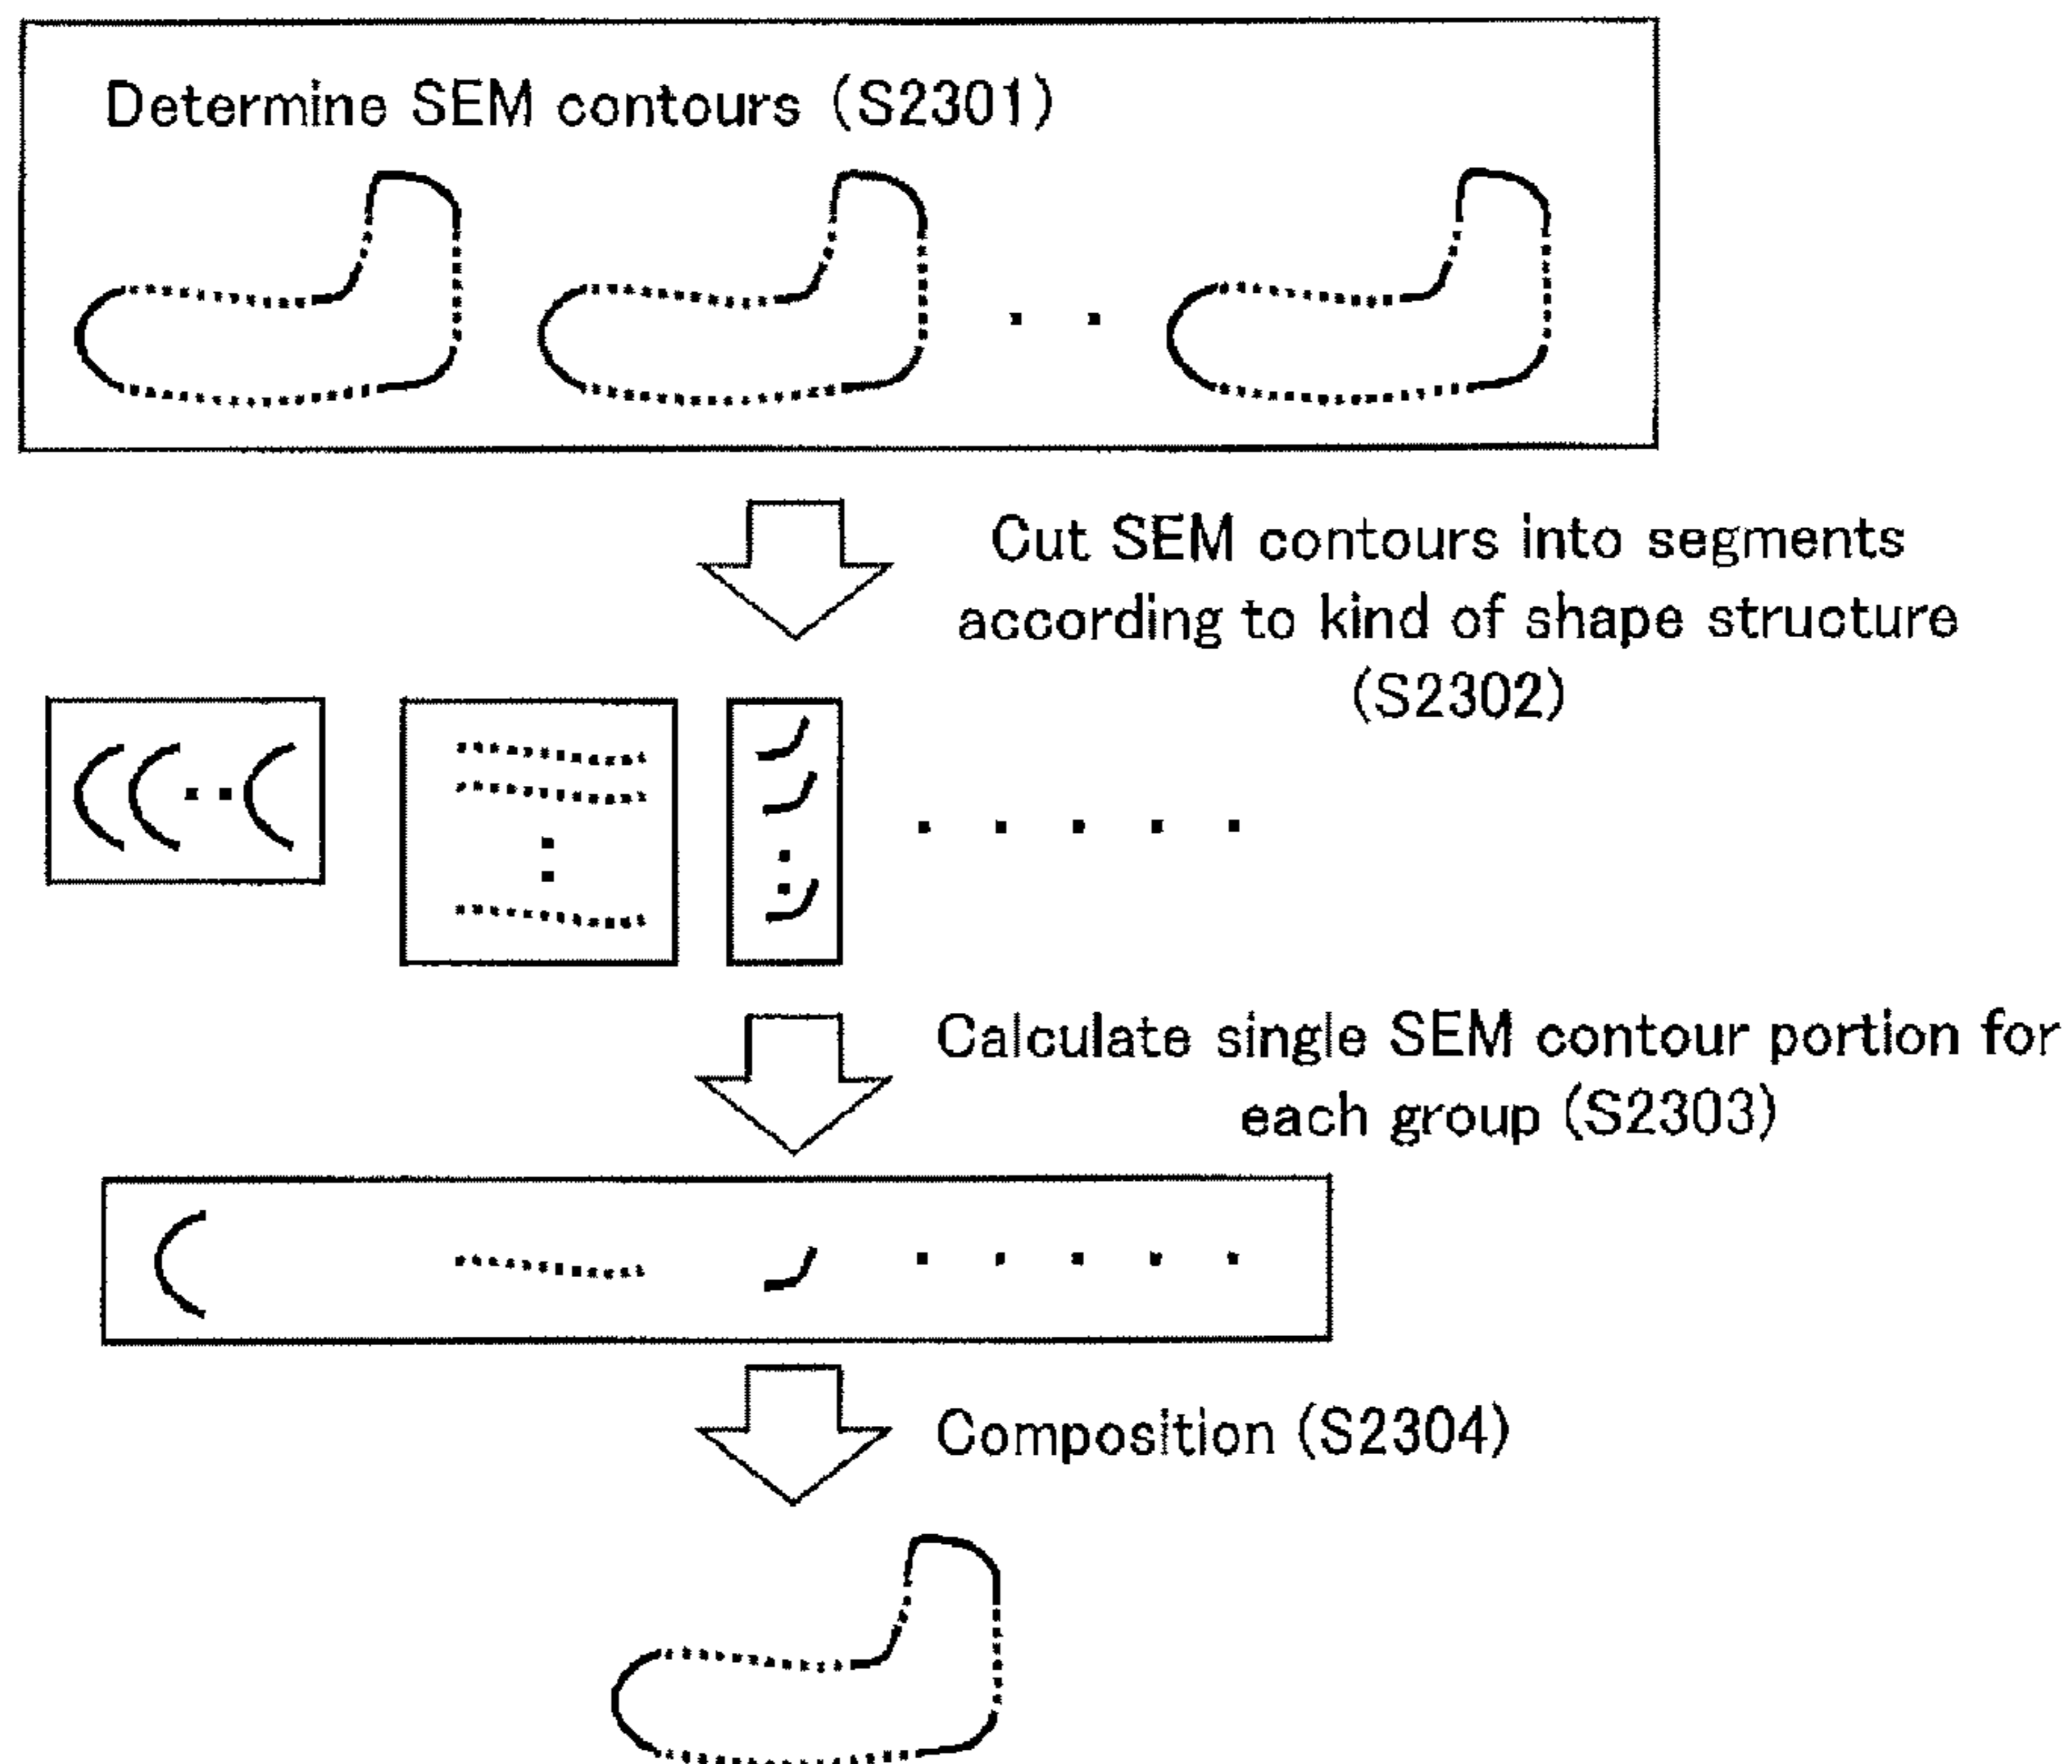 Determine SEM contours (S2301)
Cut SEM contours into segments
according to kind of shape structure
(S2302)
Calculate single SEM contour portion for
each group (S2303)
Composition (S2304)